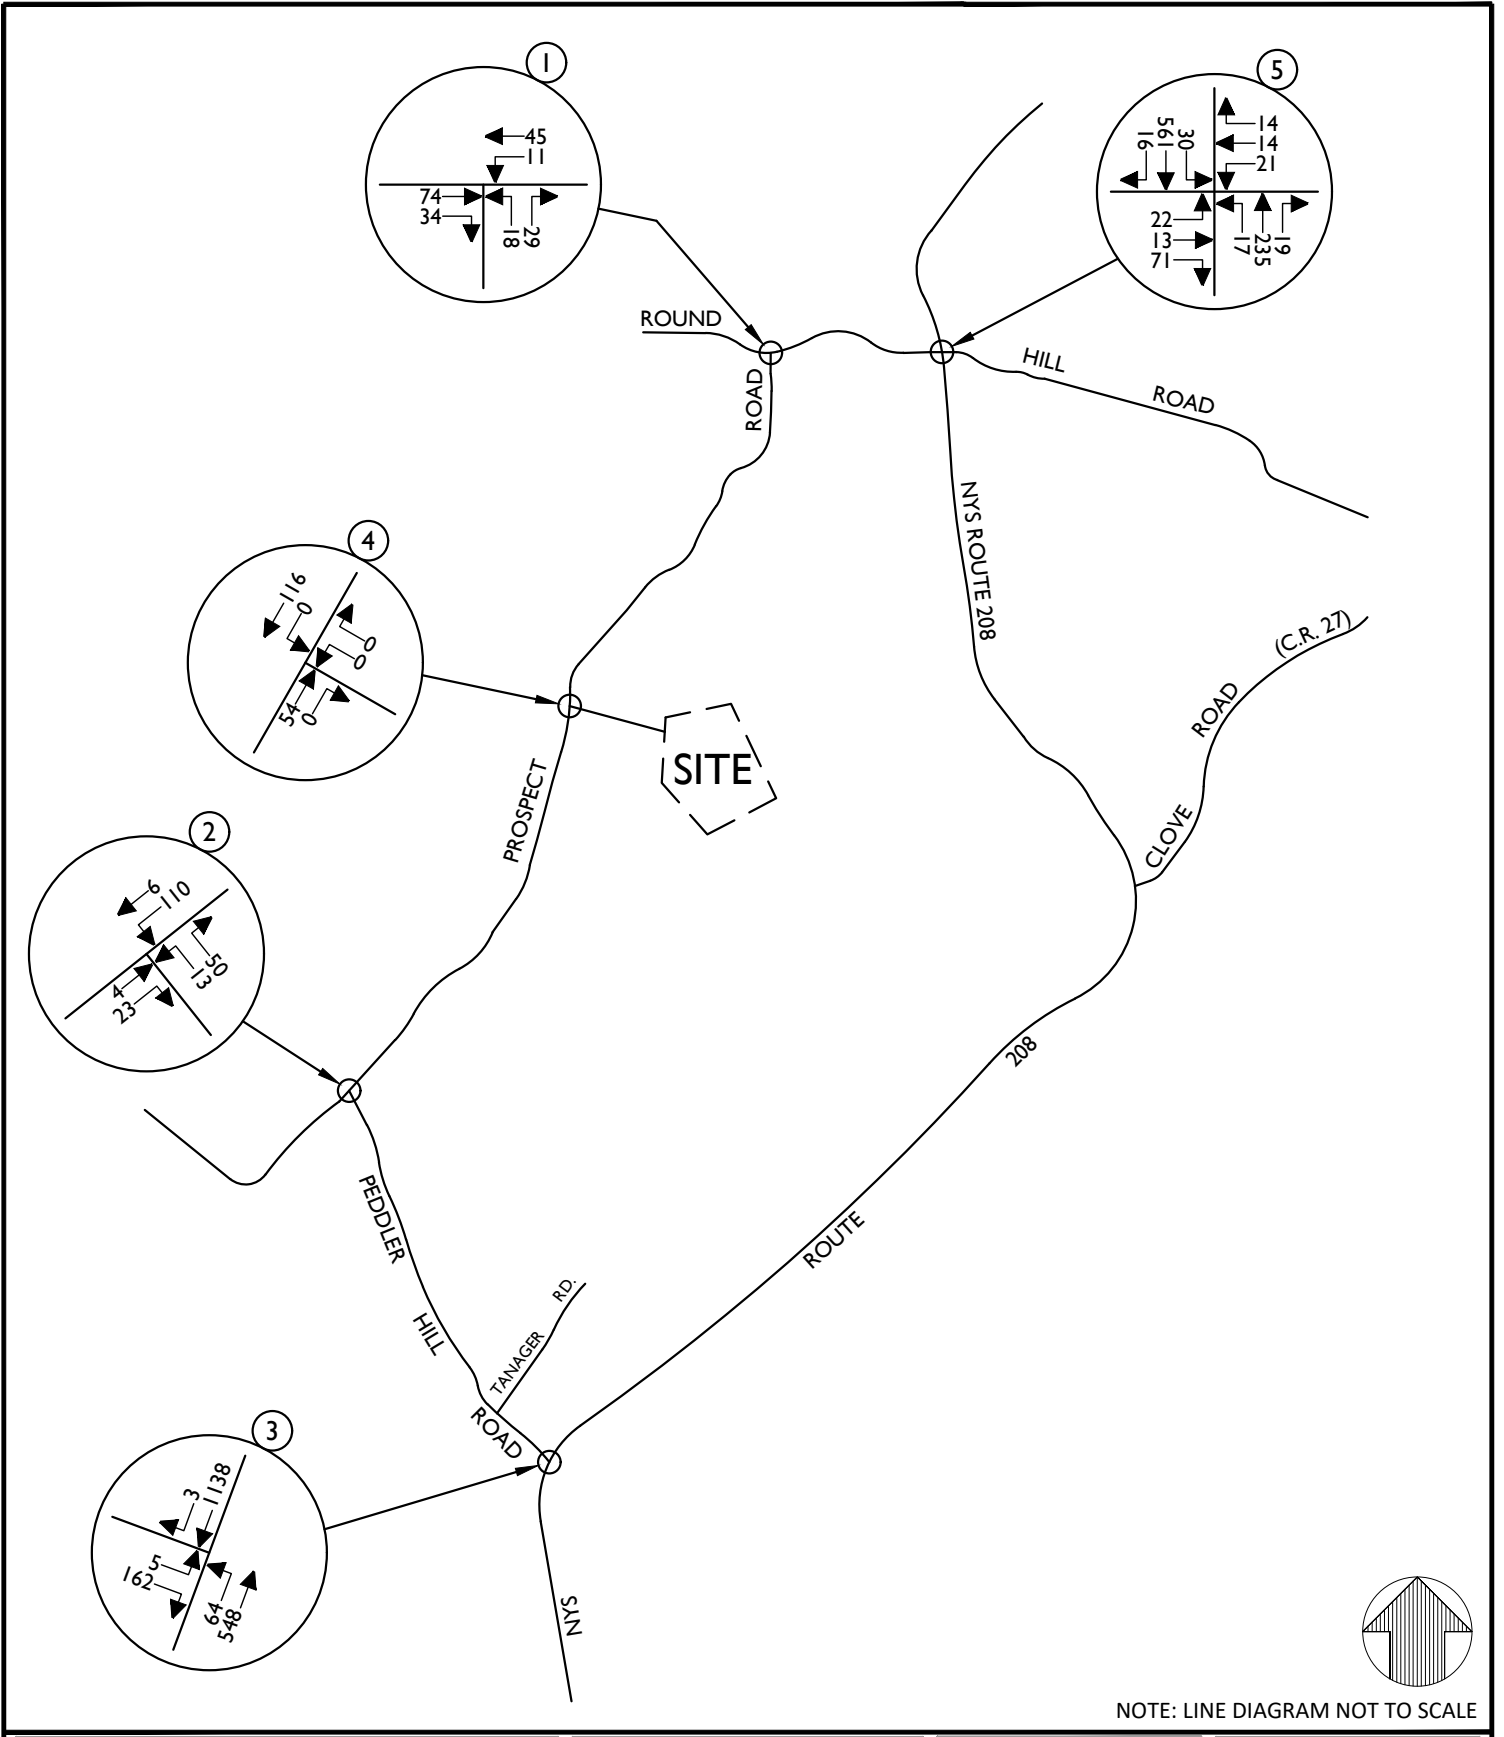 1
45
11
74
34
18
29
5
16
561
30
14
14
21
22
13
71
17
235
19
ROUND
ROAD
HILL
ROAD
NYS ROUTE 208
4
116
0
0
0
54
0
(C.R. 27)
ROAD
CLOVE
SITE
PROSPECT
2
6
110
50
13
4
23
208
ROUTE
PEDDLER
HILL
ROAD
TANAGER
RD.
3
3
1138
5
162
64
548
NYS
NOTE: LINE DIAGRAM NOT TO SCALE